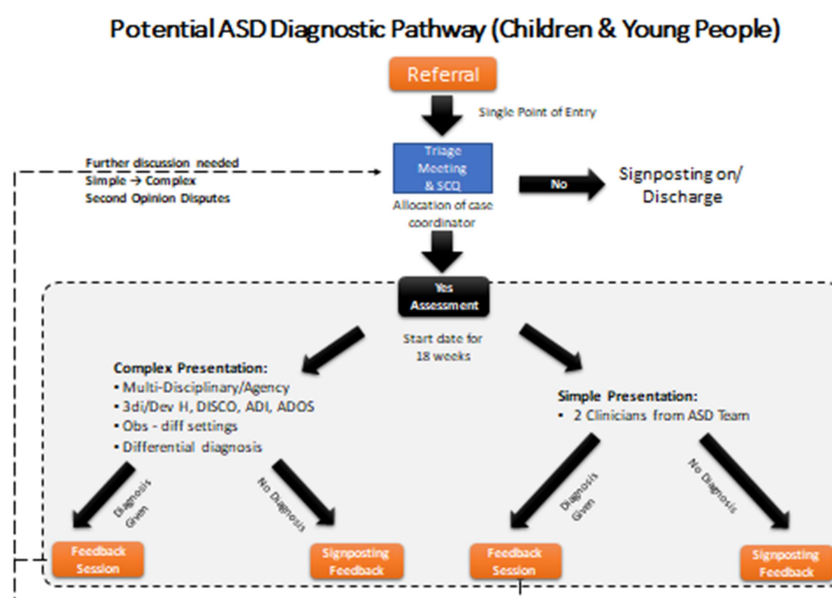 Potential ASD Diagnostic Pathway (Children & Young People)
Referral
Single Point of Entry
Further discussion needed
Simple → Complex
Second Opinion Disputes
Triage
Meeting
& SCQ
No
Signposting on/
Discharge
Allocation of case
coordinator
Yes
Assessment
Start date for
18 weeks
Complex Presentation:
▪ Multi-Disciplinary/Agency
▪ 3di/Dev H, DISCO, ADI, ADOS
▪ Obs - diff settings
▪ Differential diagnosis
Simple Presentation:
▪ 2 Clinicians from ASD Team
Diagnosis
Given
No Diagnosis
Diagnosis
Given
No Diagnosis
Feedback
Session
Signposting
Feedback
Feedback
Session
Signposting
Feedback